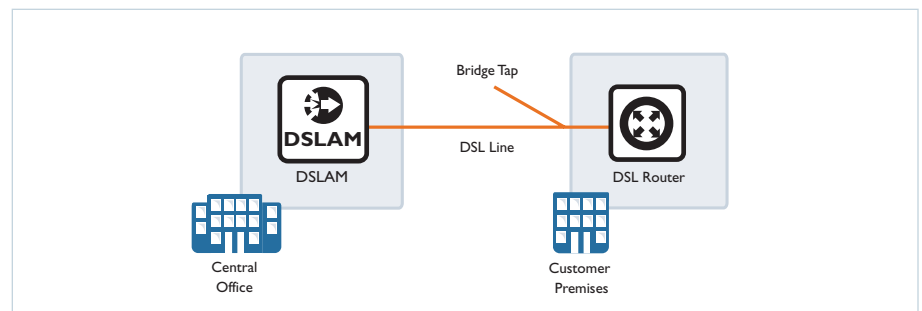 Bridge Tap
DSLAM
DSL Line
DSLAM
DSL Router
Central
Office
Customer
Premises